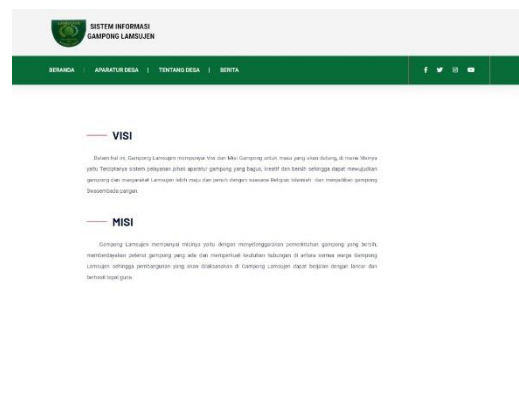 SISTEM INFORMASI
GAMPONG LAMSUJEN
BERANDA | APARATUR DESA | TENTANG DESA | BERITA
VISI
Dalam hal ini, Gampong Lamsujen mempunyai Visi dan Misi Gampong untuk masa yang akan datang, di mana Visinya
yaitu Terciptanya sistem pelayanan prima aparatur gampong yang bagus, kreatif dan bersih sehingga dapat mewujudkan
gampong dan masyarakat Lamsujen lebih maju dan penuh dengan suasana Religius Islamiah dan menjadikan gampong
Swasembada pangan.
MISI
Gampong Lamsujen mempunyai misinya yaitu dengan menyelenggarakan pemerintahan gampong yang bersih,
memberdayakan potensi gampong yang ada dan memperkuat keutuhan hubungan di antara semua warga Gampong
Lamsujen sehingga pembangunan yang akan dilaksanakan di Gampong Lamsujen dapat berjalan dengan lancar dan
berhasil tepat guna.